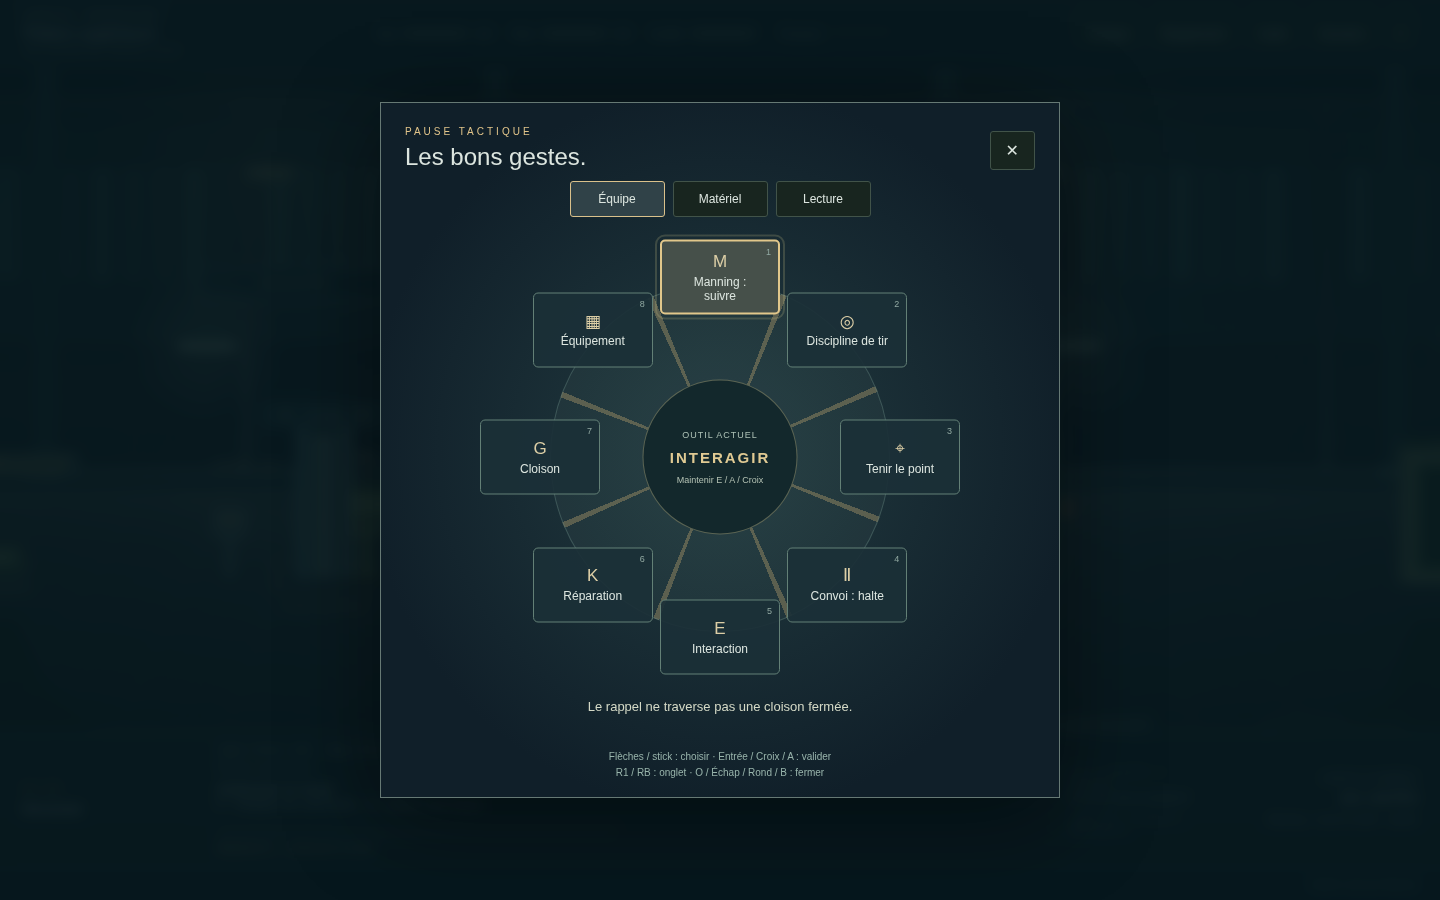 PAUSE TACTIQUE
Les bons gestes.
✕
Équipe
Matériel
Lecture
1
M
Manning :
suivre
8
▦
Équipement
2
◎
Discipline de tir
7
G
Cloison
OUTIL ACTUEL
INTERAGIR
Maintenir E / A / Croix
3
⌖
Tenir le point
6
K
Réparation
4
Ⅱ
Convoi : halte
5
E
Interaction
Le rappel ne traverse pas une cloison fermée.
Flèches / stick : choisir · Entrée / Croix / A : valider
R1 / RB : onglet · O / Échap / Rond / B : fermer